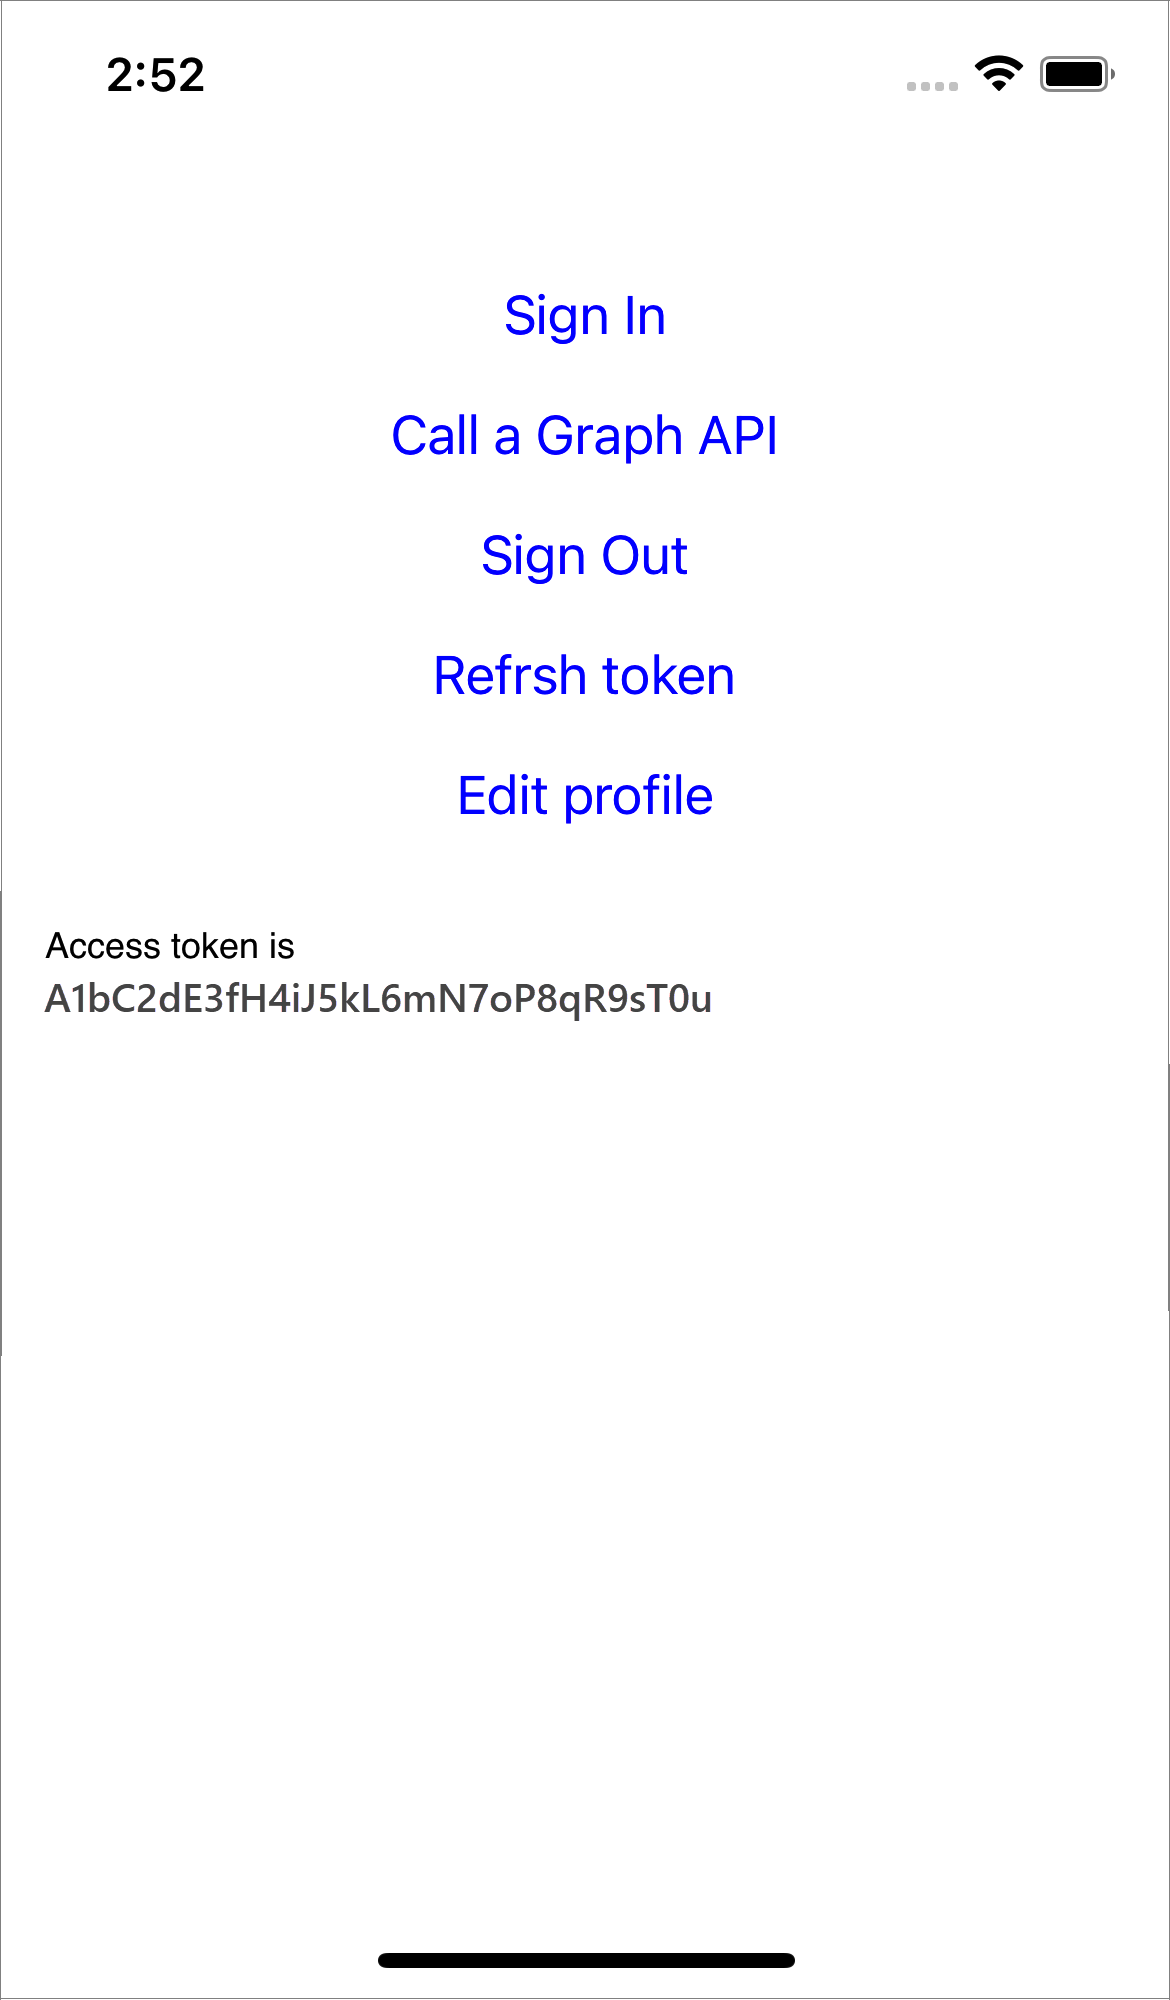 2:52
Sign In
Call a Graph API
Sign Out
Refrsh token
Edit profile
Access token is
A1bC2dE3fH4iJ5kL6mN7oP8qR9sT0u